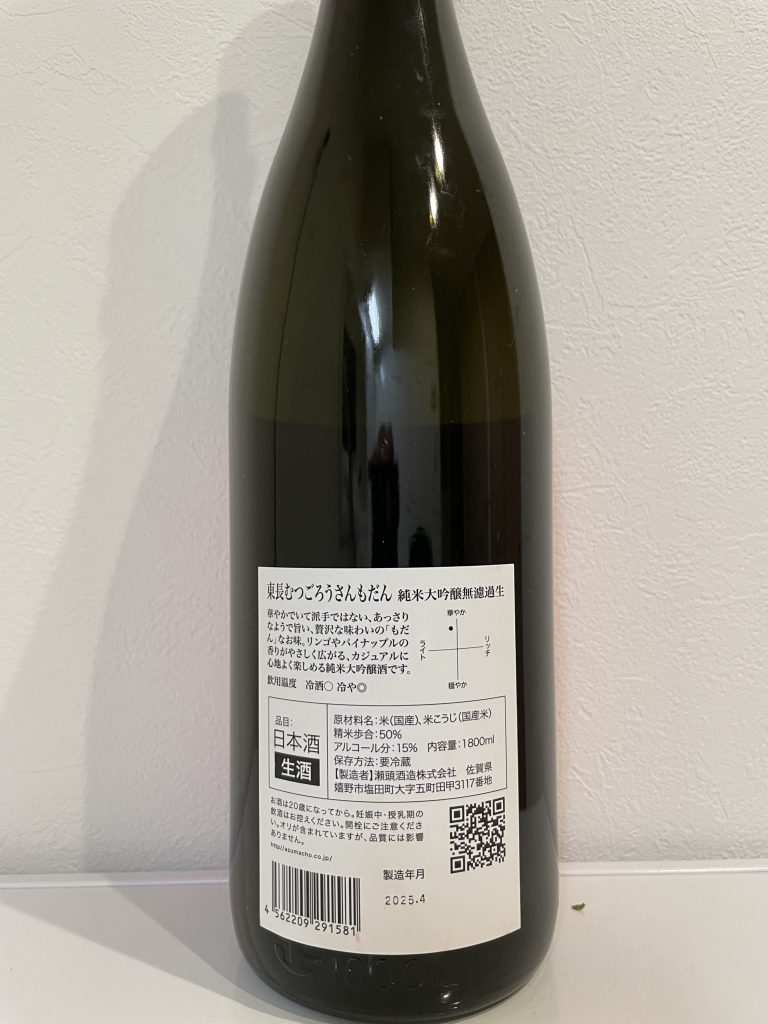 東長むつごろうさんもだん 純米大吟醸無濾過生
華やかでいて派手ではない、あっさり
なようで旨い、贅沢な味わいの「もだ
ん」なお味。リンゴやパイナップルの
香りがやさしく広がる、カジュアルに
心地よく楽しめる純米大吟醸酒です。
飲用温度 冷酒○ 冷や◎
華やか
ライト
リッチ
穏やか
品目:
日本酒
生酒
原材料名:米(国産)、米こうじ(国産米)
精米歩合:50%
アルコール分:15% 内容量:1800ml
保存方法:要冷蔵
【製造者】瀬頭酒造株式会社 佐賀県
嬉野市塩田町大字五町田甲3117番地
お酒は20歳になってから。妊娠中・授乳期の
飲酒はお控えください。開栓にご注意くださ
い。オリが含まれていますが、品質には影響
ありません。
http://azumacho.co.jp/
製造年月
2025.4
4 562209 291581